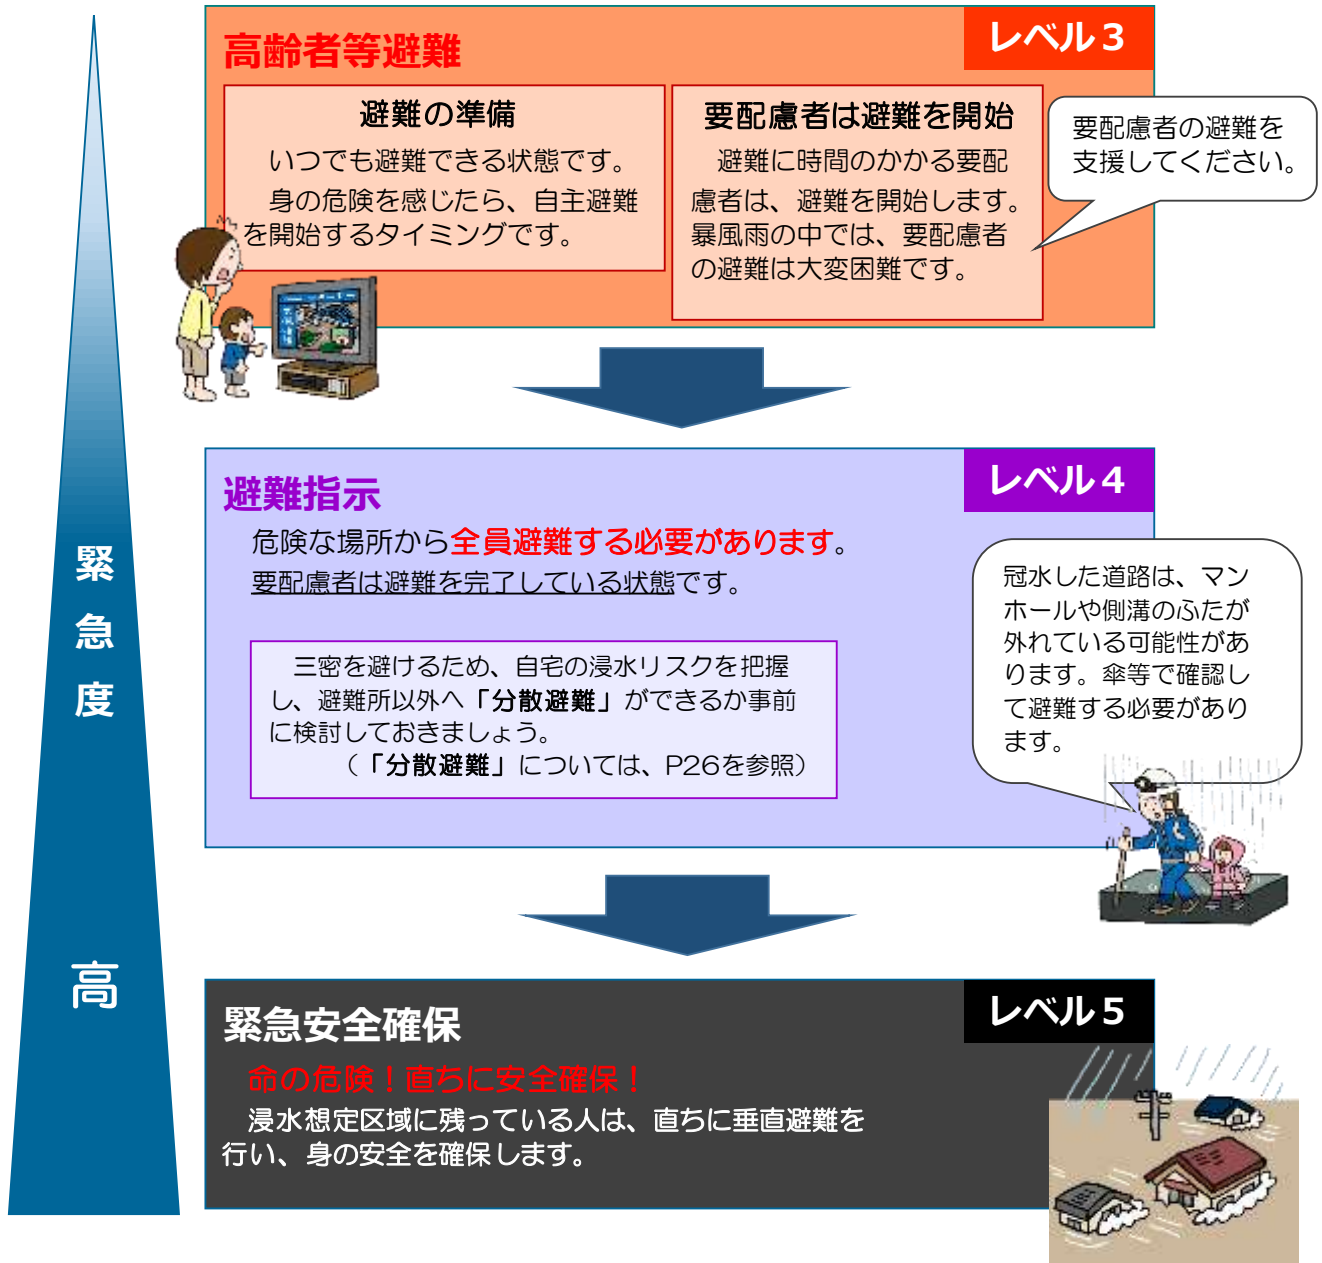 高齢者等避難
レベル3
避難の準備
いつでも避難できる状態です。
身の危険を感じたら、自主避難
を開始するタイミングです。
要配慮者は避難を開始
避難に時間のかかる要配
慮者は、避難を開始します。
暴風雨の中では、要配慮者
の避難は大変困難です。
要配慮者の避難を
支援してください。
避難指示
レベル4
危険な場所から全員避難する必要があります。
要配慮者は避難を完了している状態です。
三密を避けるため、自宅の浸水リスクを把握
し、避難所以外へ「分散避難」ができるか事前
に検討しておきましょう。
（「分散避難」については、P26を参照）
冠水した道路は、マン
ホールや側溝のふたが
外れている可能性があ
ります。傘等で確認し
て避難する必要があり
ます。
緊急度
高
緊急安全確保
レベル5
命の危険！直ちに安全確保！
浸水想定区域に残っている人は、直ちに垂直避難を
行い、身の安全を確保します。